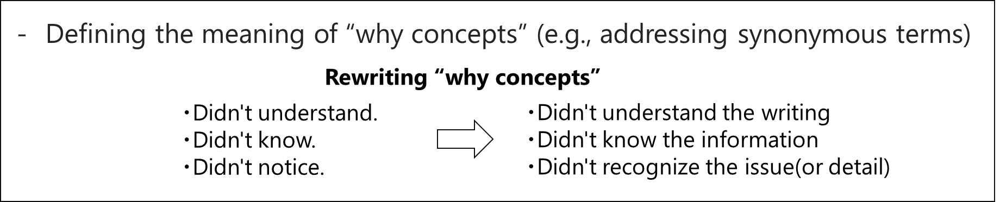 - Defining the meaning of “why concepts” (e.g., addressing synonymous terms)
Rewriting “why concepts”
・Didn't understand.
・Didn't know.
・Didn't notice.
・Didn't understand the writing
・Didn't know the information
・Didn't recognize the issue(or detail)